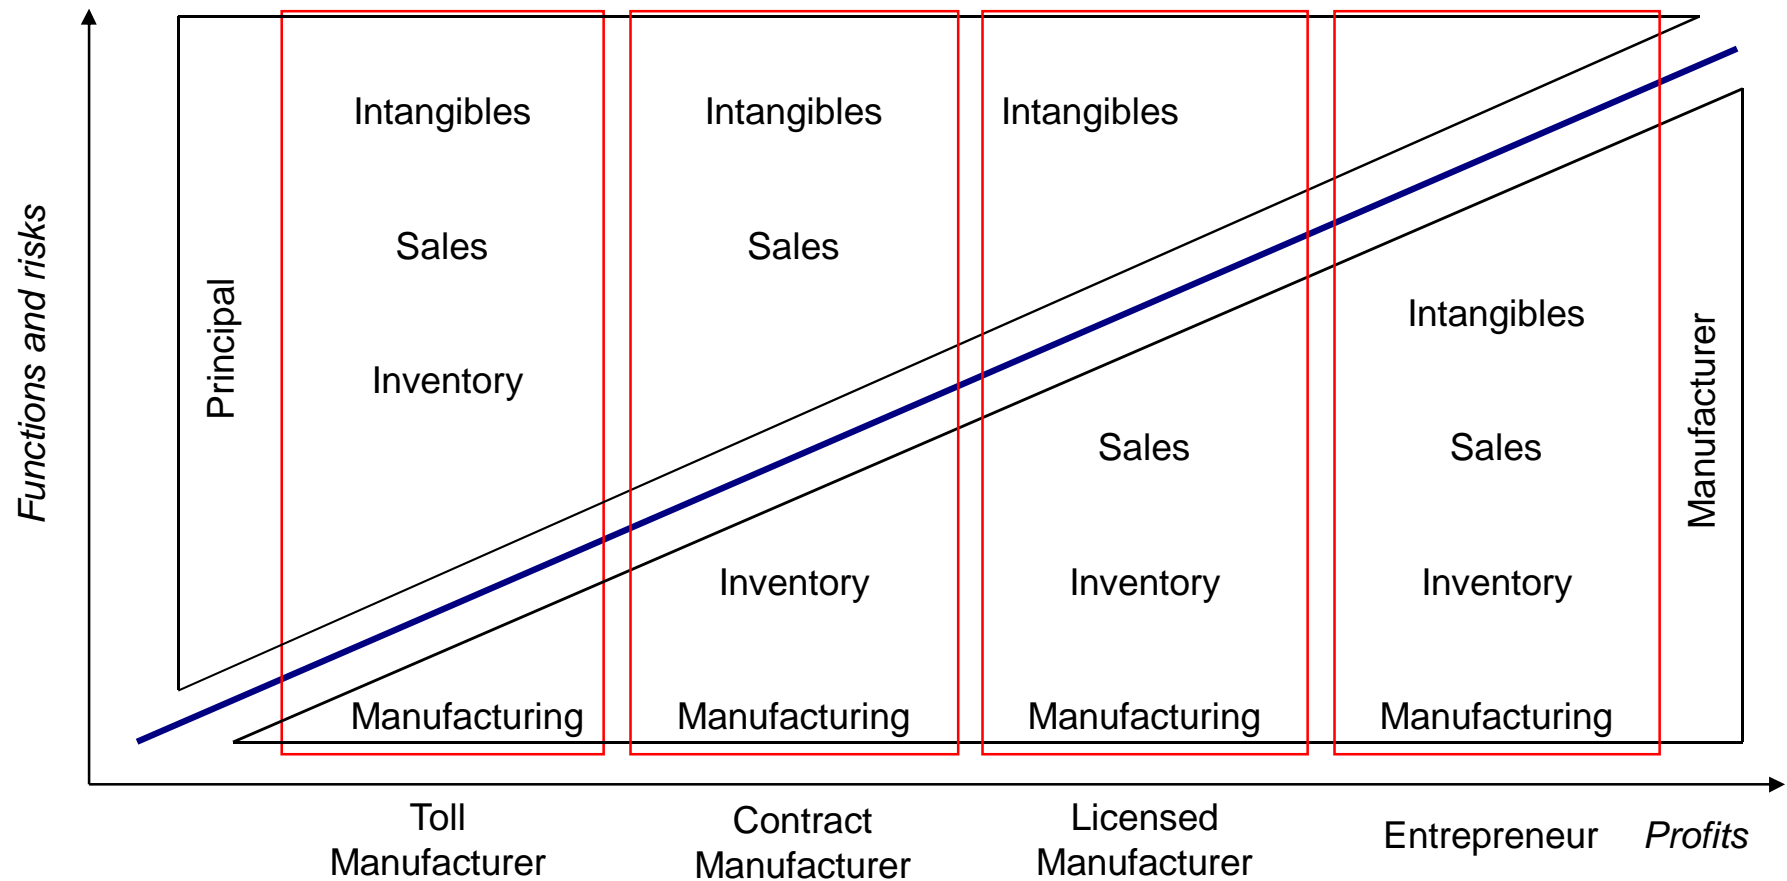 Functions and risks
Principal
Intangibles
Intangibles
Intangibles
Sales
Sales
Inventory
Intangibles
Sales
Sales
Inventory
Inventory
Inventory
Manufacturing
Manufacturing
Manufacturing
Manufacturing
Manufacturer
Toll
Manufacturer
Contract
Manufacturer
Licensed
Manufacturer
Entrepreneur
Profits